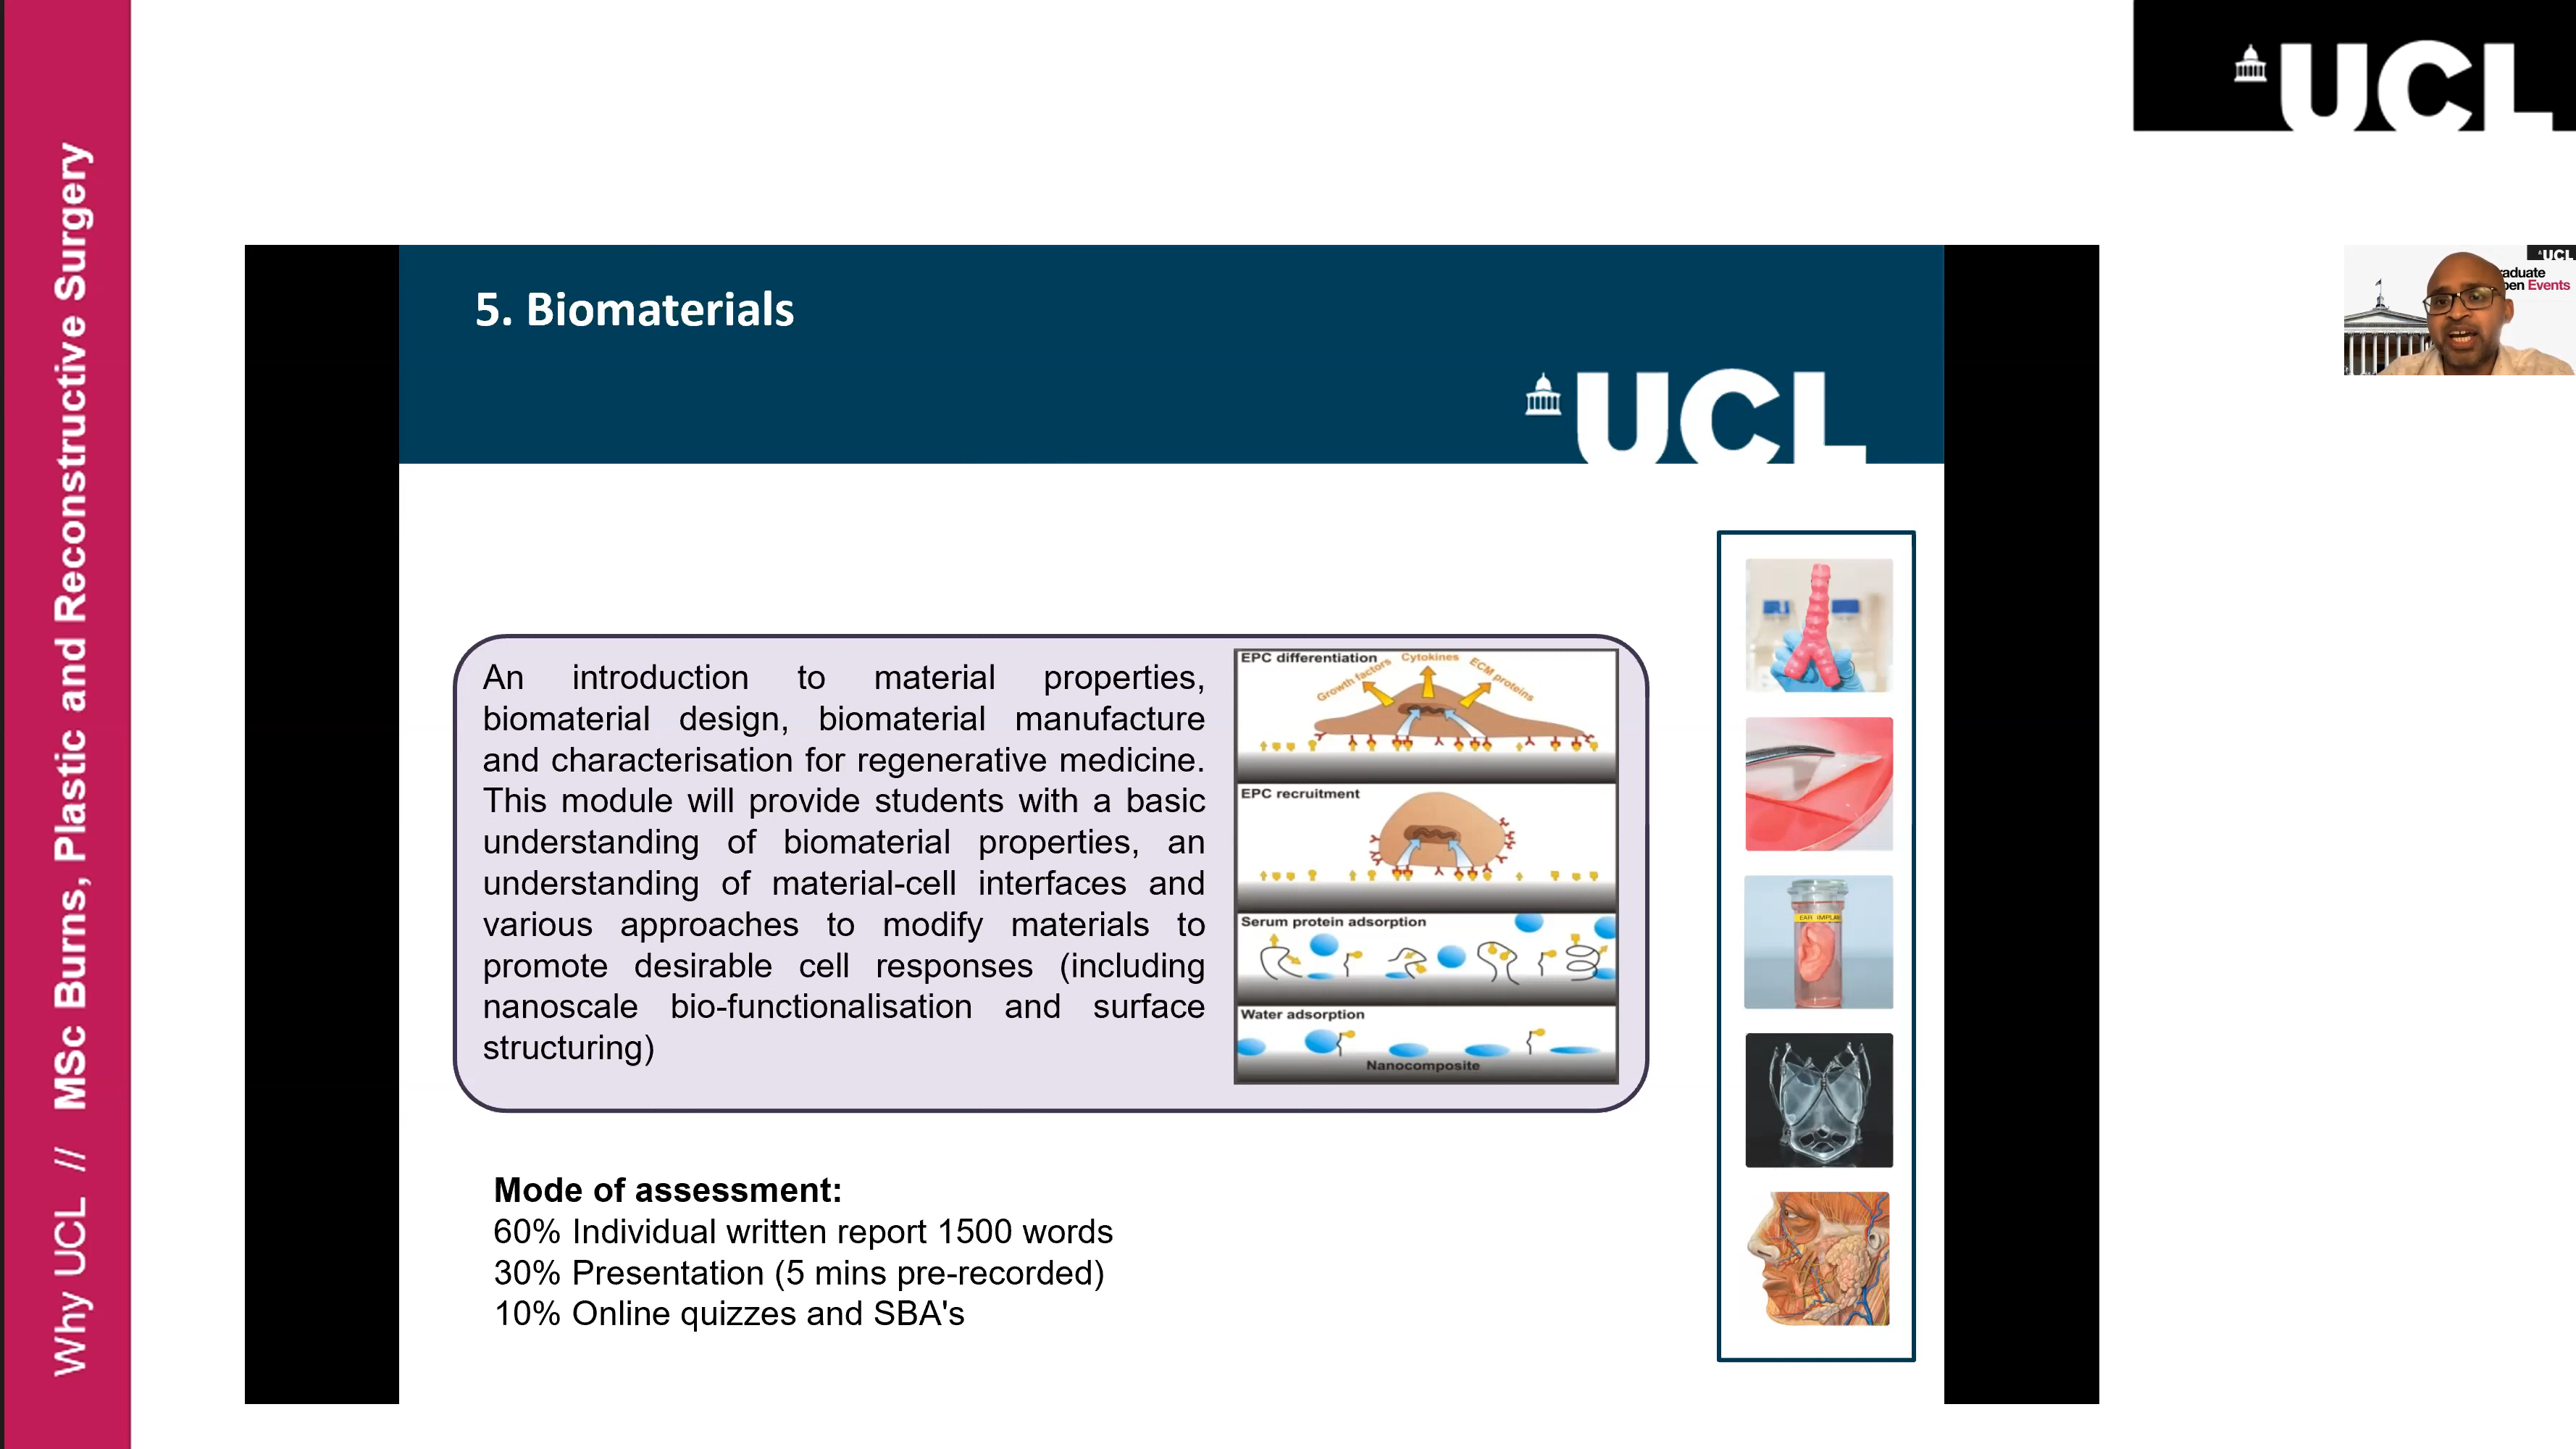 Why UCL // MSc Burns, Plastic and Reconstructive Surgery
UCL
UCL
Events
5. Biomaterials
UCL
An introduction to material properties,
biomaterial design, biomaterial manufacture
and characterisation for regenerative medicine.
This module will provide students with a basic
understanding of biomaterial properties, an
understanding of material-cell interfaces and
various approaches to modify materials to
promote desirable cell responses (including
nanoscale bio-functionalisation and surface
structuring)
EPC differentiation
Growth factors
Cytokines
ECM proteins
EPC recruitment
Serum protein adsorption
Water adsorption
Nanocomposite
EAR IMPLAN
Mode of assessment:
60% Individual written report 1500 words
30% Presentation (5 mins pre-recorded)
10% Online quizzes and SBA's